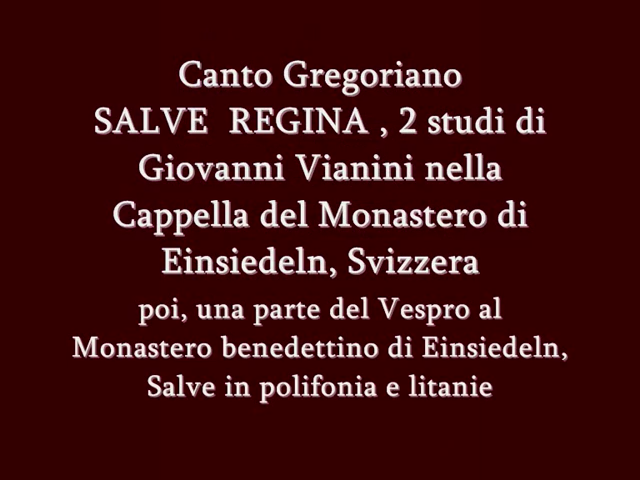 Canto Gregoriano
SALVE REGINA , 2 studi di
Giovanni Vianini nella
Cappella del Monastero di
Einsiedeln, Svizzera
poi, una parte del Vespro al
Monastero benedettino di Einsiedeln,
Salve in polifonia e litanie